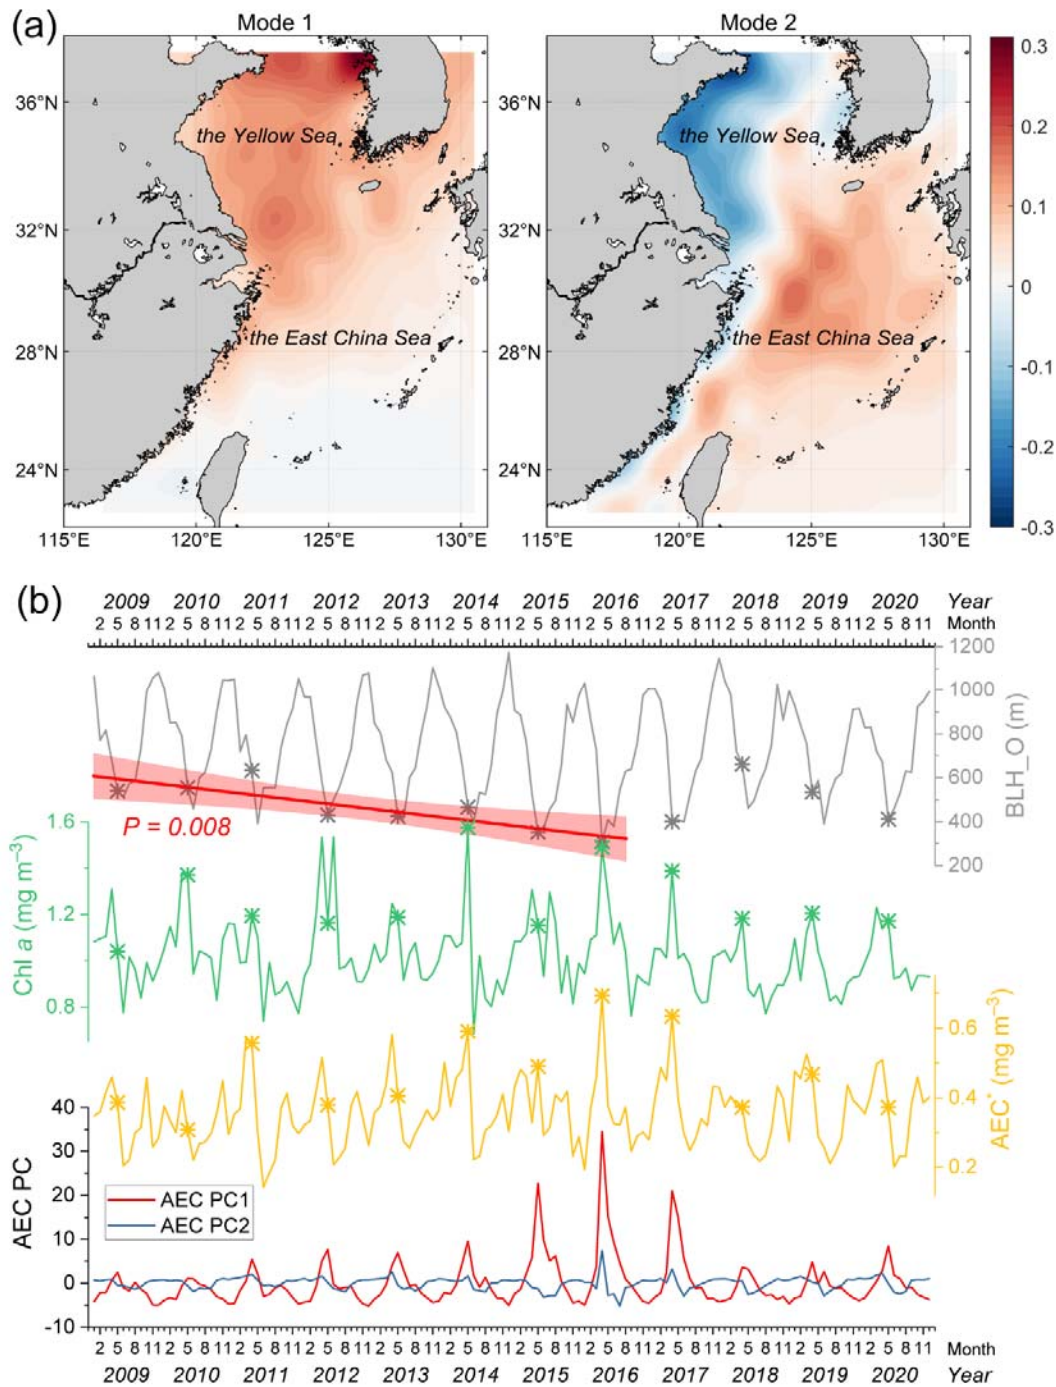 (a)
Mode 1
Mode 2
36°N
32°N
28°N
24°N
115°E
120°E
125°E
130°E
the Yellow Sea
the East China Sea
36°N
32°N
28°N
24°N
115°E
120°E
125°E
130°E
the Yellow Sea
the East China Sea
0.3
0.2
0.1
0
-0.1
-0.2
-0.3
(b)
2009 2010 2011 2012 2013 2014 2015 2016 2017 2018 2019 2020 Year
2 5 8 11 2 5 8 11 2 5 8 11 2 5 8 11 2 5 8 11 2 5 8 11 2 5 8 11 2 5 8 11 2 5 8 11 2 5 8 11 2 5 8 11 2 5 8 11 Month
1200
1000
800
600
400
200
BLH_O (m)
P = 0.008
1.6
1.2
0.8
Chl a (mg m⁻³)
0.6
0.4
0.2
AEC* (mg m⁻³)
40
35
20
10
0
-10
AEC PC
AEC PC1
AEC PC2
2 5 8 11 2 5 8 11 2 5 8 11 2 5 8 11 2 5 8 11 2 5 8 11 2 5 8 11 2 5 8 11 2 5 8 11 2 5 8 11 2 5 8 11 2 5 8 11 Month
2009 2010 2011 2012 2013 2014 2015 2016 2017 2018 2019 2020 Year